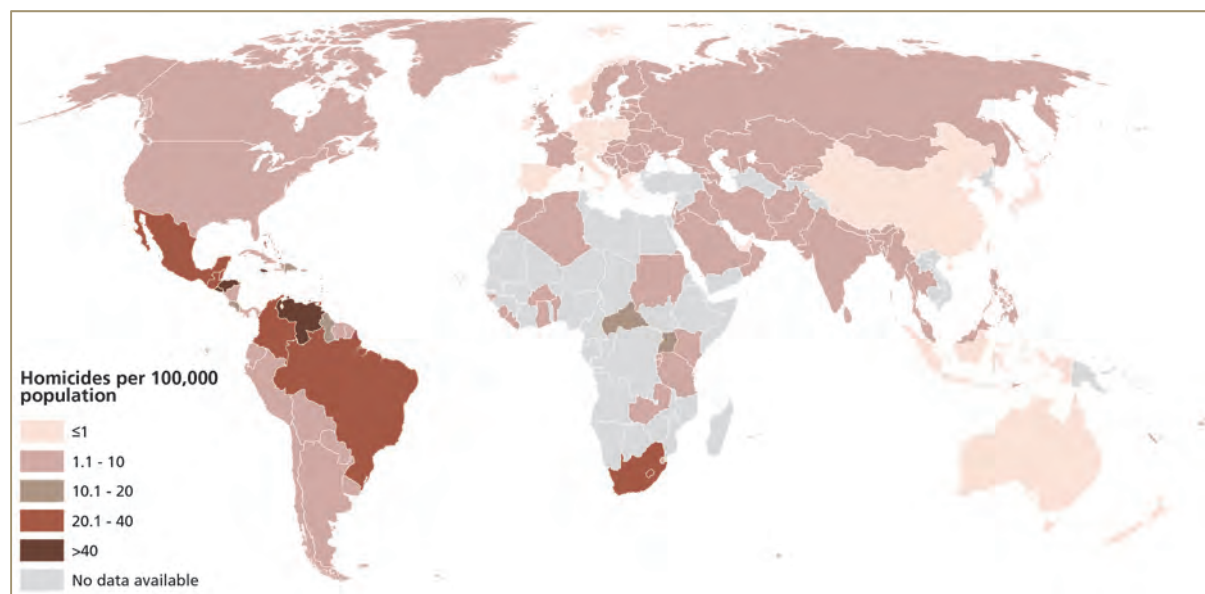 Homicides per 100,000
population
≤1
1.1 - 10
10.1 - 20
20.1 - 40
>40
No data available